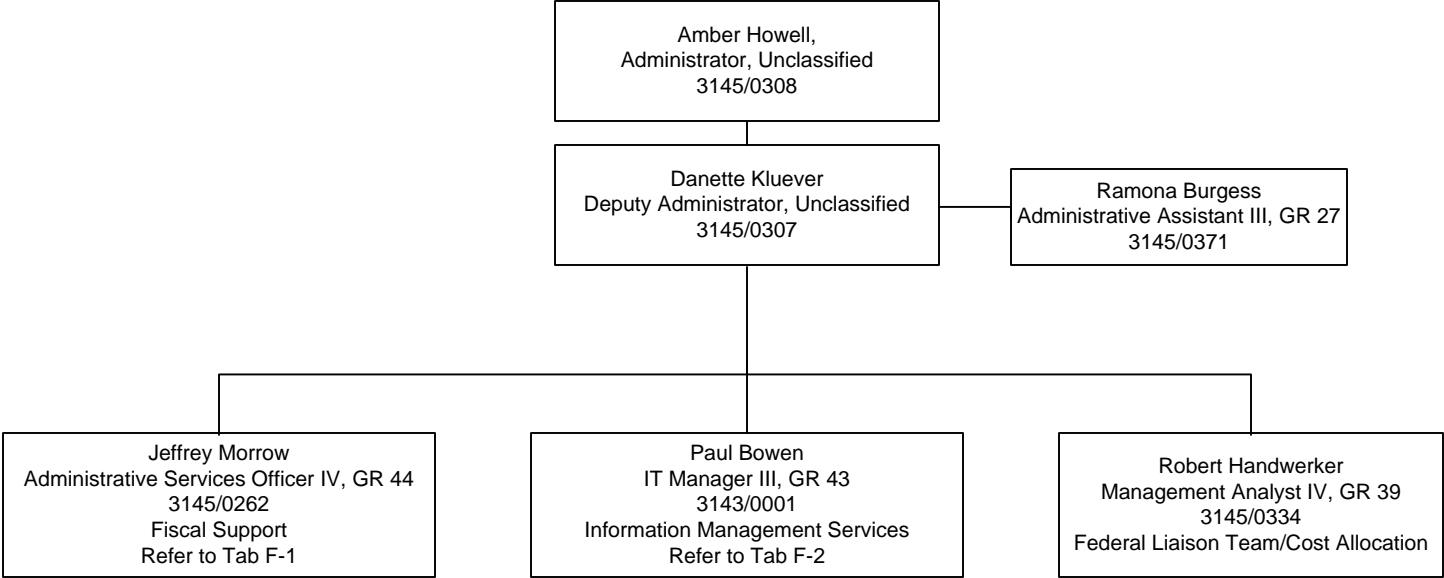 Amber Howell,
Administrator, Unclassified
3145/0308
Danette Kluever
Deputy Administrator, Unclassified
3145/0307
Ramona Burgess
Administrative Assistant III, GR 27
3145/0371
Jeffrey Morrow
Administrative Services Officer IV, GR 44
3145/0262
Fiscal Support
Refer to Tab F-1
Paul Bowen
IT Manager III, GR 43
3143/0001
Information Management Services
Refer to Tab F-2
Robert Handwerker
Management Analyst IV, GR 39
3145/0334
Federal Liaison Team/Cost Allocation